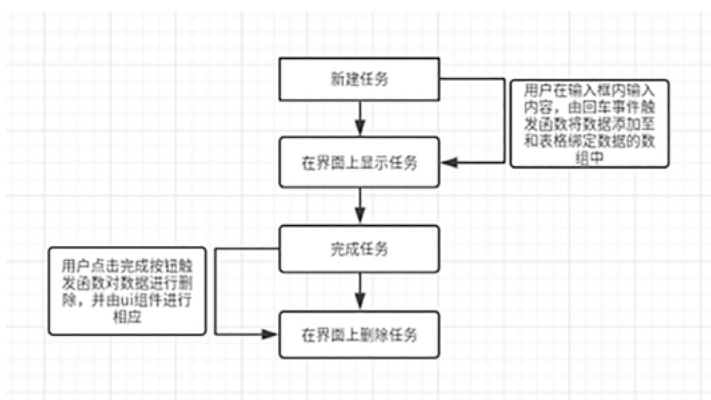 新建任务
用户在输入框内输入
内容，由回车事件触
发函数将数据添加至
和表格绑定数据的数
组中
在界面上显示任务
完成任务
用户点击完成按钮触
发函数对数据进行删
除，并由ui组件进行
相应
在界面上删除任务